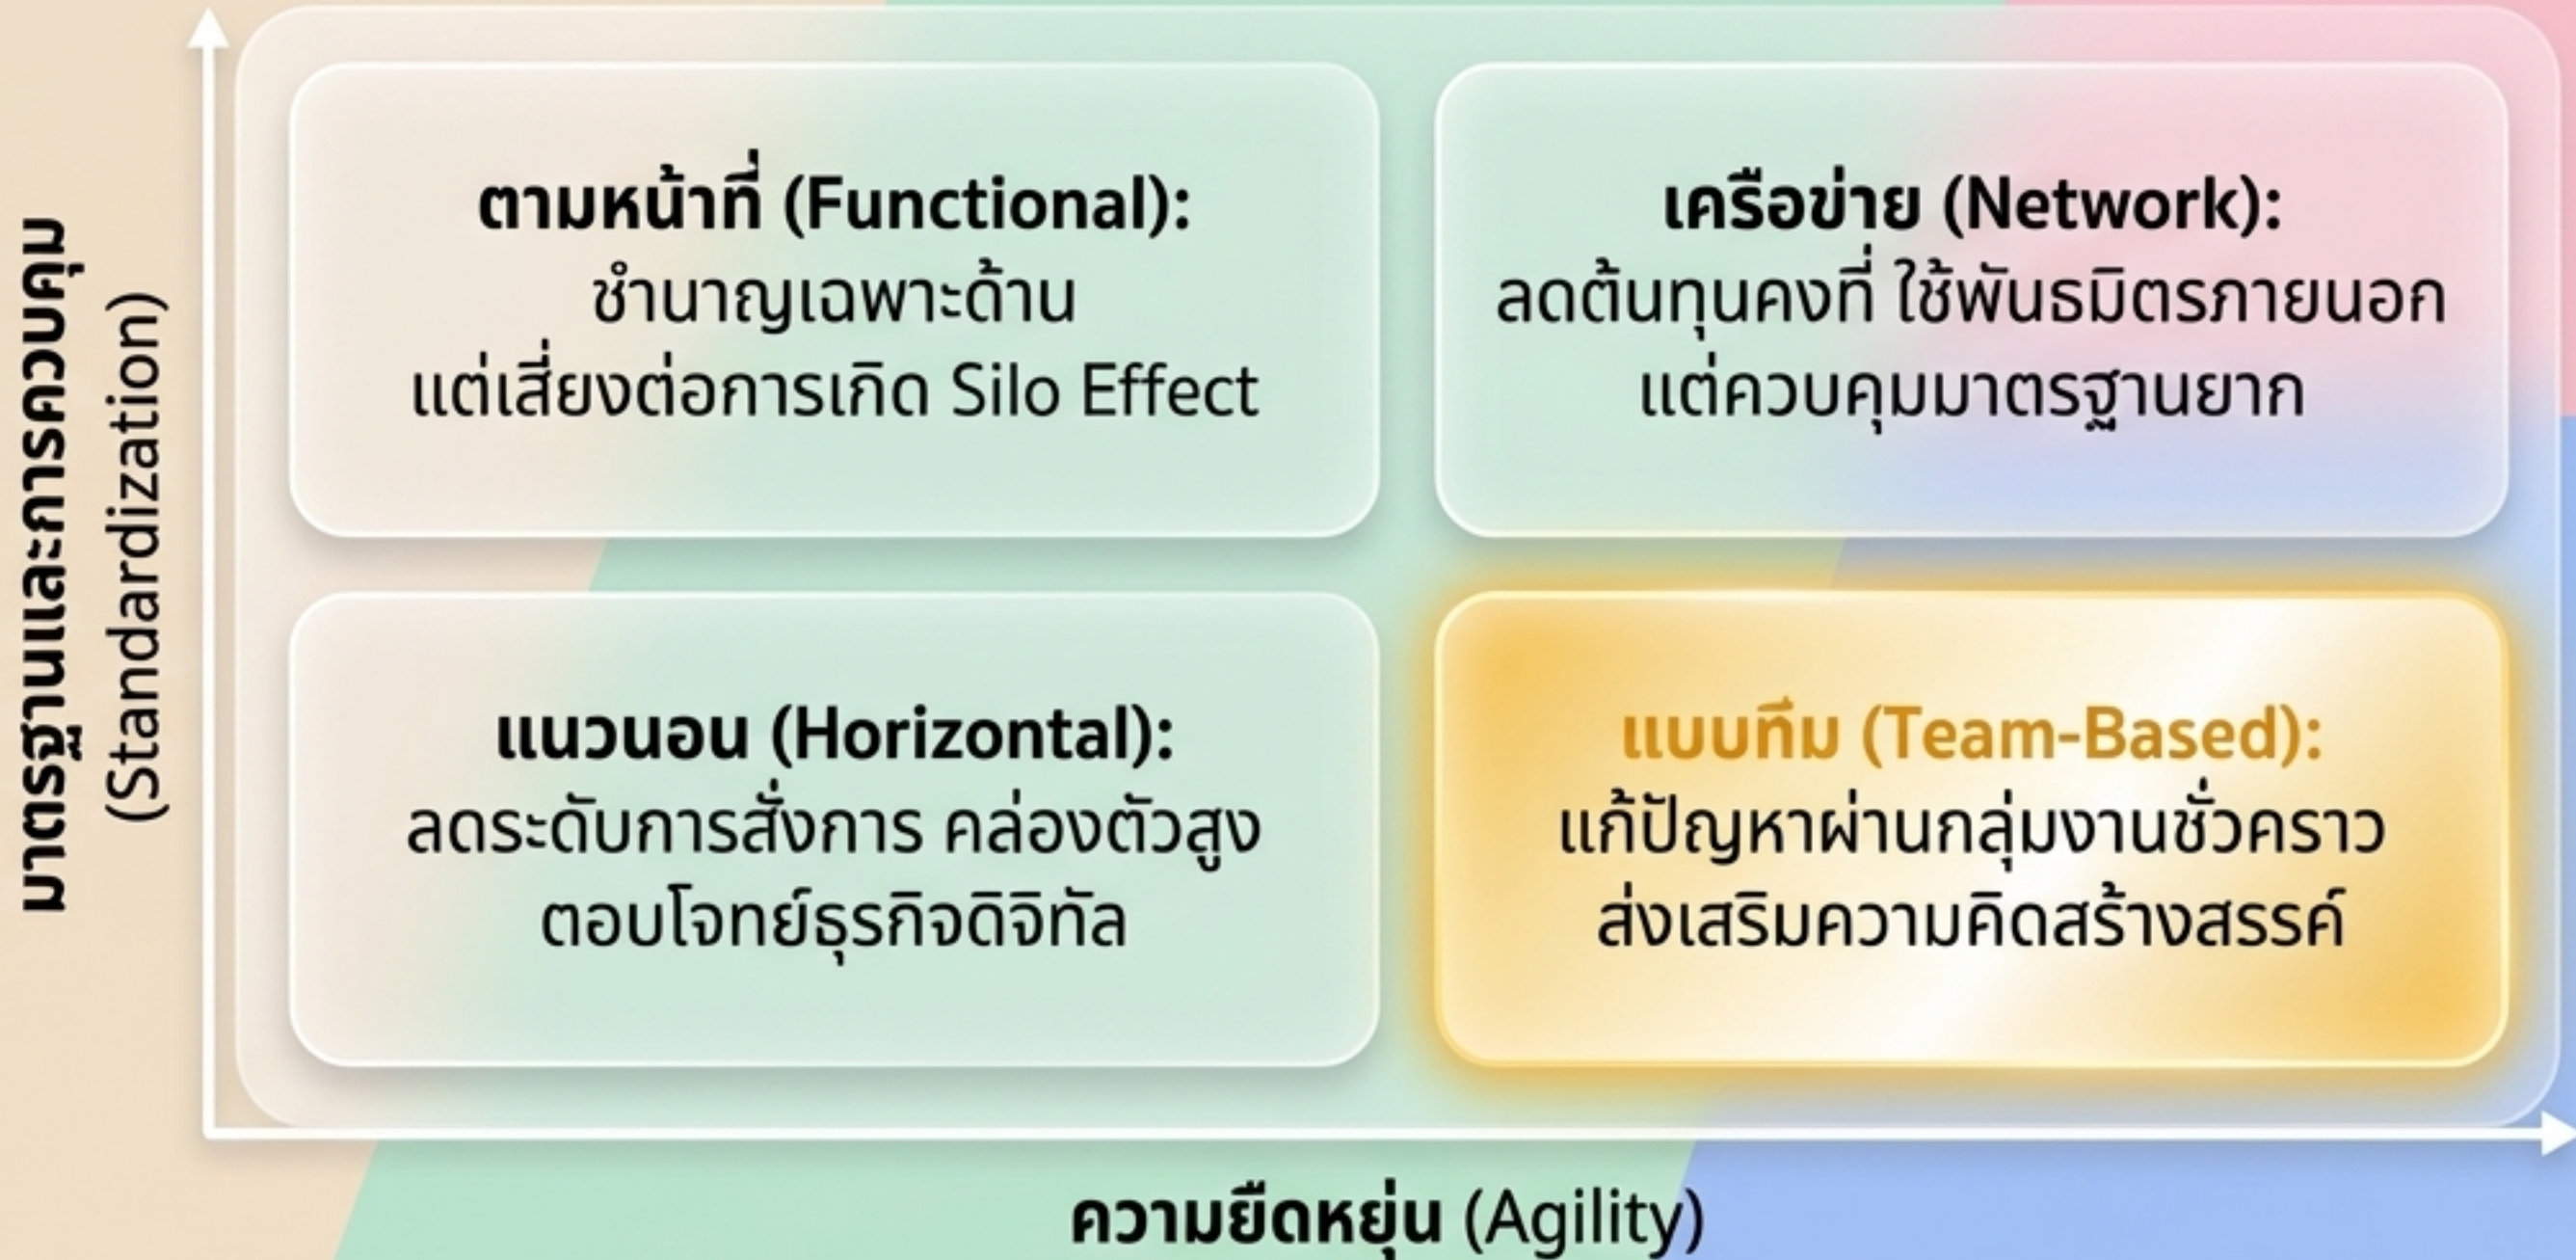 มาตรฐานและการควบคุม
(Standardization)
ตามหน้าที่ (Functional):
ชำนาญเฉพาะด้าน
แต่เสี่ยงต่อการเกิด Silo Effect
เครือข่าย (Network):
ลดต้นทุนคงที่ ใช้พันธมิตรภายนอก
แต่ควบคุมมาตรฐานยาก
แนวนอน (Horizontal):
ลดระดับการสั่งการ คล่องตัวสูง
ตอบโจทย์ธุรกิจดิจิทัล
แบบทีม (Team-Based):
แก้ปัญหาผ่านกลุ่มงานชั่วคราว
ส่งเสริมความคิดสร้างสรรค์
ความยืดหยุ่น (Agility)